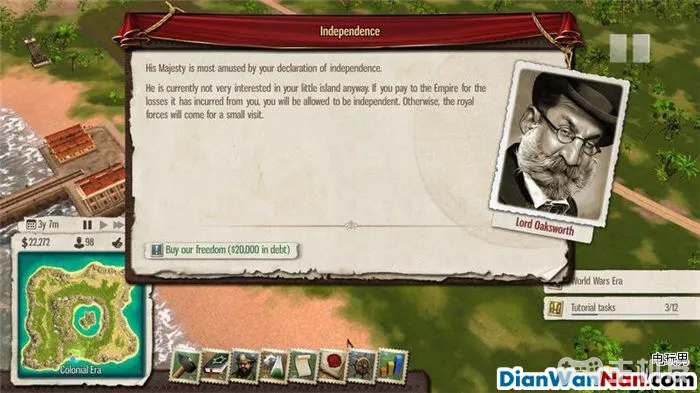 Independence
His Majesty is most amused by your declaration of independence.
He is currently not very interested in your little island anyway. If you pay to the Empire for the
losses it has incurred from you, you will be allowed to be independent. Otherwise, the royal
forces will come for a small visit.
Lord Oaksworth
Buy our freedom ($20,000 in debt)
3y 7m
$22,272
98
Colonial Era
World Wars Era
Tutorial tasks 3/12
电玩男
DianWanNan.com